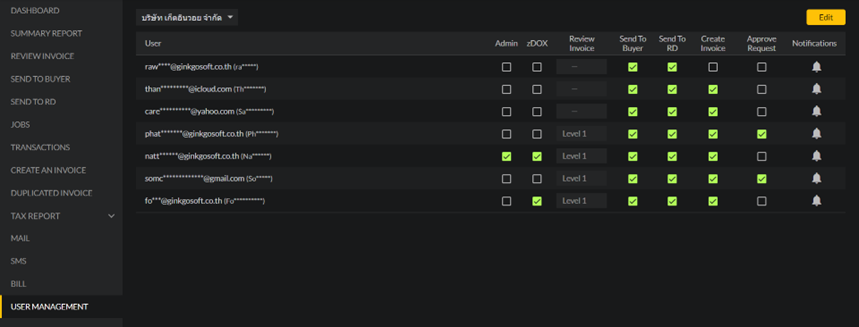 DASHBOARD
SUMMARY REPORT
REVIEW INVOICE
SEND TO BUYER
SEND TO RD
JOBS
TRANSACTIONS
CREATE AN INVOICE
DUPLICATED INVOICE
TAX REPORT
MAIL
SMS
BILL
USER MANAGEMENT
บริษัท เก็ตอินวอย จำกัด
Edit
User Admin zDOX Review Invoice Send To Buyer Send To RD Create Invoice Approve Request Notifications
raw****@ginkgosoft.co.th (ra*****) --
than*********@icloud.com (Th*******) --
care**********@yahoo.com (Sa*********) --
phat*******@ginkgosoft.co.th (Ph*******) Level 1
natt******@ginkgosoft.co.th (Na******) Level 1
somc*************@gmail.com (So*****) Level 1
fo***@ginkgosoft.co.th (Fo**********) Level 1